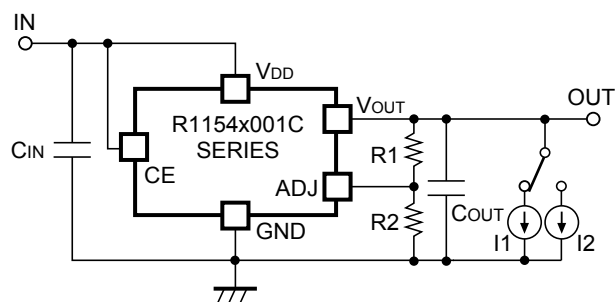 IN
VDD
R1154x001C
SERIES
VOUT
OUT
CIN
CE
ADJ
GND
R1
R2
COUT
I1
I2